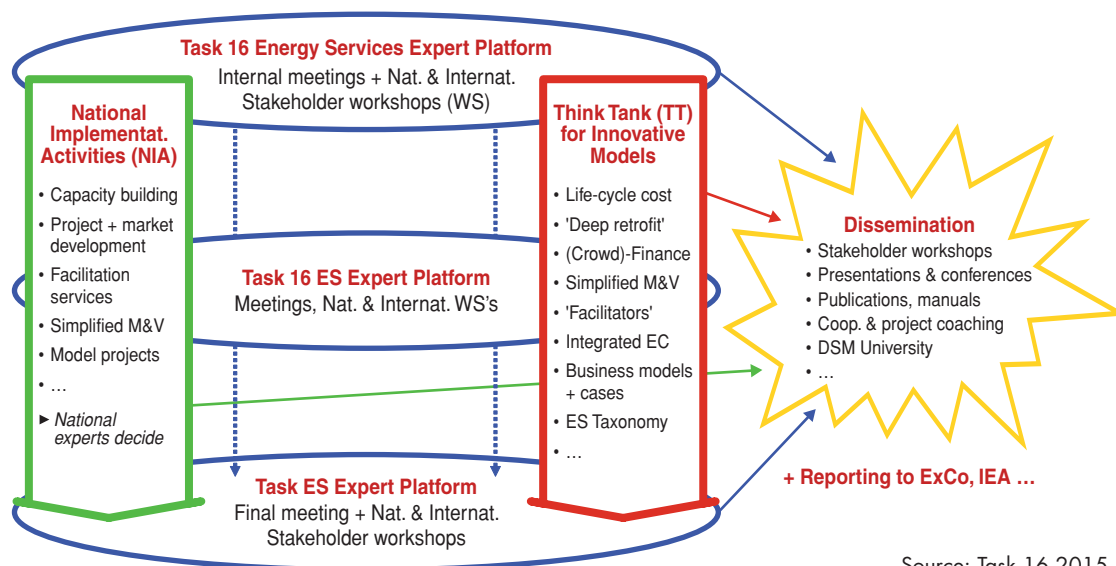 Task 16 Energy Services Expert Platform
Internal meetings + Nat. & Internat.
Stakeholder workshops (WS)
National
Implementat.
Activities (NIA)
• Capacity building
• Project + market
development
• Facilitation
services
• Simplified M&V
• Model projects
• …
► National
experts decide
Task 16 ES Expert Platform
Meetings, Nat. & Internat. WS's
Task ES Expert Platform
Final meeting + Nat. & Internat.
Stakeholder workshops
Think Tank (TT)
for Innovative
Models
• Life-cycle cost
• 'Deep retrofit'
• (Crowd)-Finance
• Simplified M&V
• 'Facilitators'
• Integrated EC
• Business models
+ cases
• ES Taxonomy
• …
Dissemination
• Stakeholder workshops
• Presentations & conferences
• Publications, manuals
• Coop. & project coaching
• DSM University
• …
+ Reporting to ExCo, IEA …
Source: Task 16 2015